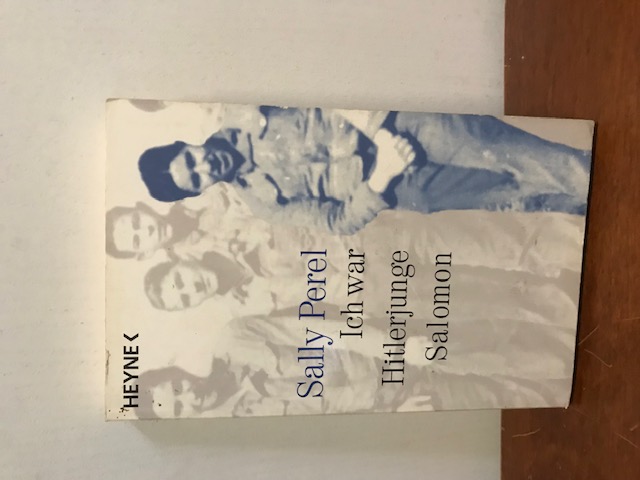 HEYNE<
Sally Perel
Ich war
Hitlerjunge
Salomon